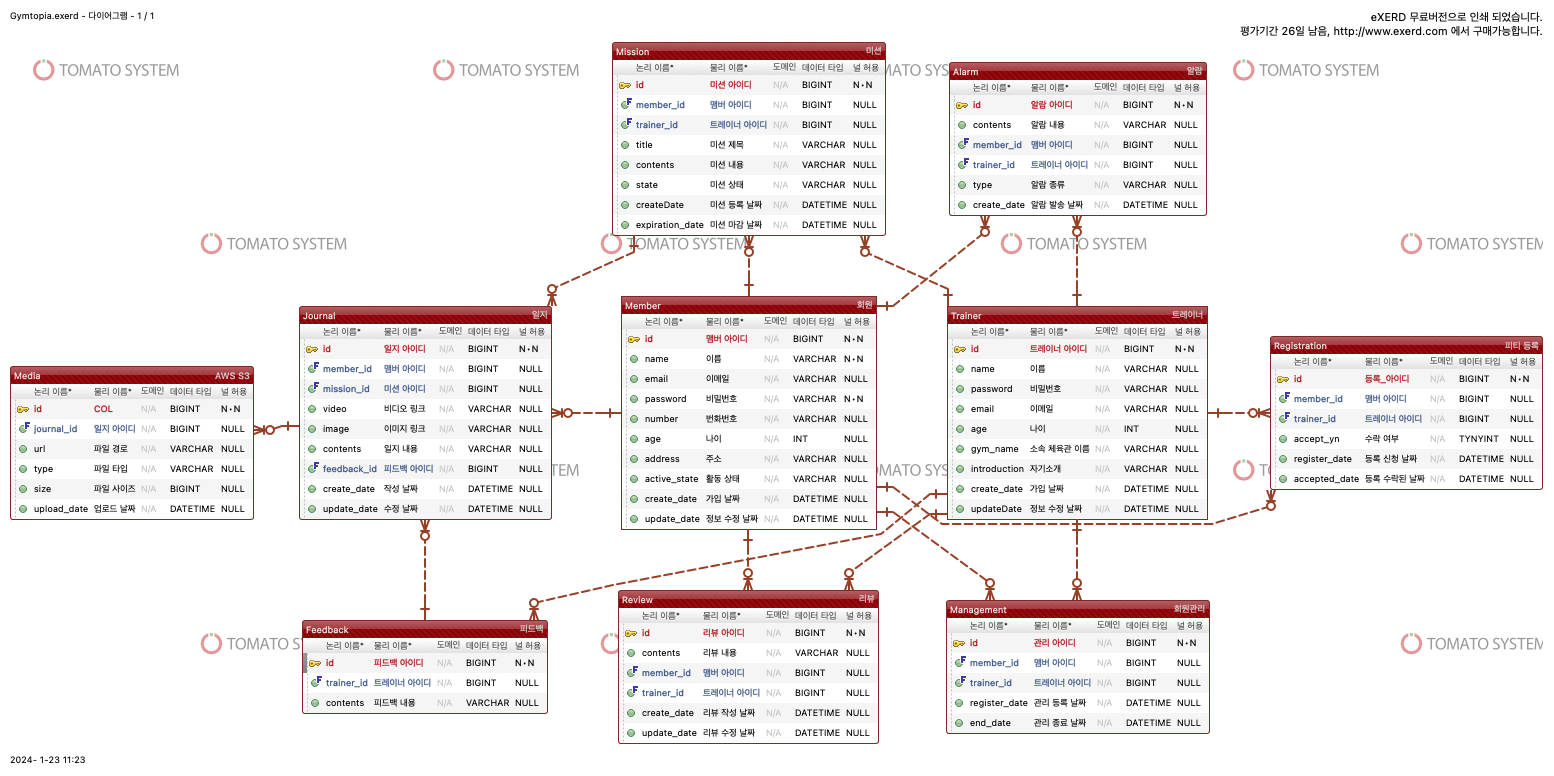 Gymtopia.exerd - 다이어그램 - 1 / 1
eXERD 무료버전으로 인쇄 되었습니다.
평가기간 26일 남음, http://www.exerd.com 에서 구매가능합니다.
TOMATO SYSTEM
TOMATO SYSTEM
TOMATO SYSTEM
TOMATO SYSTEM
Mission 미션
논리 이름* 물리 이름* 도메인 데이터 타입 널 허용
id 미션 아이디 N/A BIGINT N·N
member_id 맴버 아이디 N/A BIGINT NULL
trainer_id 트레이너 아이디 N/A BIGINT NULL
title 미션 제목 N/A VARCHAR NULL
contents 미션 내용 N/A VARCHAR NULL
state 미션 상태 N/A VARCHAR NULL
createDate 미션 등록 날짜 N/A DATETIME NULL
expiration_date 미션 마감 날짜 N/A DATETIME NULL
Alarm 알람
논리 이름* 물리 이름* 도메인 데이터 타입 널 허용
id 알람 아이디 N/A BIGINT N·N
contents 알람 내용 N/A VARCHAR NULL
member_id 맴버 아이디 N/A BIGINT NULL
trainer_id 트레이너 아이디 N/A BIGINT NULL
type 알람 종류 N/A VARCHAR NULL
create_date 알람 발송 날짜 N/A DATETIME NULL
TOMATO SYSTEM
TOMATO SYSTEM
TOMATO SYSTEM
TOMATO SYSTEM
Journal 일지
논리 이름* 물리 이름* 도메인 데이터 타입 널 허용
id 일지 아이디 N/A BIGINT N·N
member_id 맴버 아이디 N/A BIGINT NULL
mission_id 미션 아이디 N/A BIGINT NULL
video 비디오 링크 N/A VARCHAR NULL
image 이미지 링크 N/A VARCHAR NULL
contents 일지 내용 N/A VARCHAR NULL
feedback_id 피드백 아이디 N/A BIGINT NULL
create_date 작성 날짜 N/A DATETIME NULL
update_date 수정 날짜 N/A DATETIME NULL
Member 회원
논리 이름* 물리 이름* 도메인 데이터 타입 널 허용
id 맴버 아이디 N/A BIGINT N·N
name 이름 N/A VARCHAR N·N
email 이메일 N/A VARCHAR NULL
password 비밀번호 N/A VARCHAR N·N
number 번화번호 N/A VARCHAR NULL
age 나이 N/A INT NULL
address 주소 N/A VARCHAR NULL
active_state 활동 상태 N/A VARCHAR NULL
create_date 가입 날짜 N/A DATETIME NULL
update_date 정보 수정 날짜 N/A DATETIME NULL
Trainer 트레이너
논리 이름* 물리 이름* 도메인 데이터 타입 널 허용
id 트레이너 아이디 N/A BIGINT N·N
name 이름 N/A VARCHAR NULL
password 비밀번호 N/A VARCHAR NULL
email 이메일 N/A VARCHAR NULL
age 나이 N/A INT NULL
gym_name 소속 체육관 이름 N/A VARCHAR NULL
introduction 자기소개 N/A VARCHAR NULL
create_date 가입 날짜 N/A DATETIME NULL
updateDate 정보 수정 날짜 N/A DATETIME NULL
Registration 피티 등록
논리 이름* 물리 이름* 도메인 데이터 타입 널 허용
id 등록_아이디 N/A BIGINT N·N
member_id 맴버 아이디 N/A BIGINT NULL
trainer_id 트레이너 아이디 N/A BIGINT NULL
accept_yn 수락 여부 N/A TYNYINT NULL
register_date 등록 신청 날짜 N/A DATETIME NULL
accepted_date 등록 수락된 날짜 N/A DATETIME NULL
Media AWS S3
논리 이름* 물리 이름* 도메인 데이터 타입 널 허용
id COL N/A BIGINT N·N
journal_id 일지 아이디 N/A BIGINT NULL
url 파일 경로 N/A VARCHAR NULL
type 파일 타입 N/A VARCHAR NULL
size 파일 사이즈 N/A BIGINT NULL
upload_date 업로드 날짜 N/A DATETIME NULL
TEM
TOMATO SYS
TO
Feedback 피드백
논리 이름* 물리 이름* 도메인 데이터 타입 널 허용
id 피드백 아이디 N/A BIGINT N·N
trainer_id 트레이너 아이디 N/A BIGINT NULL
contents 피드백 내용 N/A VARCHAR NULL
Review 리뷰
논리 이름* 물리 이름* 도메인 데이터 타입 널 허용
id 리뷰 아이디 N/A BIGINT N·N
contents 리뷰 내용 N/A VARCHAR NULL
member_id 맴버 아이디 N/A BIGINT NULL
trainer_id 트레이너 아이디 N/A BIGINT NULL
create_date 리뷰 작성 날짜 N/A DATETIME NULL
update_date 리뷰 수정 날짜 N/A DATETIME NULL
Management 회원관리
논리 이름* 물리 이름* 도메인 데이터 타입 널 허용
id 관리 아이디 N/A BIGINT N·N
member_id 맴버 아이디 N/A BIGINT NULL
trainer_id 트레이너 아이디 N/A BIGINT NULL
register_date 관리 등록 날짜 N/A DATETIME NULL
end_date 관리 종료 날짜 N/A DATETIME NULL
TOMATO S
TOMATO SYSTEM
2024- 1-23 11:23